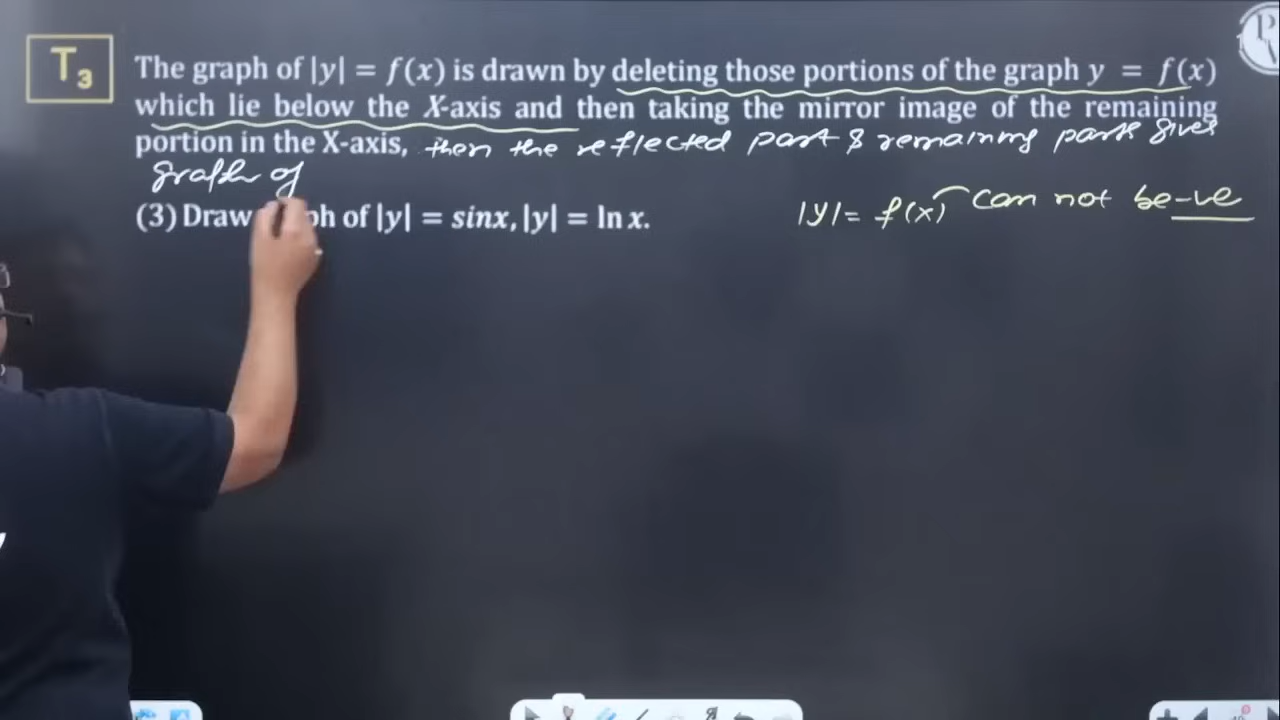 T₃
The graph of |y| = f(x) is drawn by deleting those portions of the graph y = f(x)
which lie below the X-axis and then taking the mirror image of the remaining
portion in the X-axis, then the reflected part & remaining part gives
graph of
(3) Draw graph of |y| = sinx, |y| = ln x.
|y| = f(x) can not be -ve